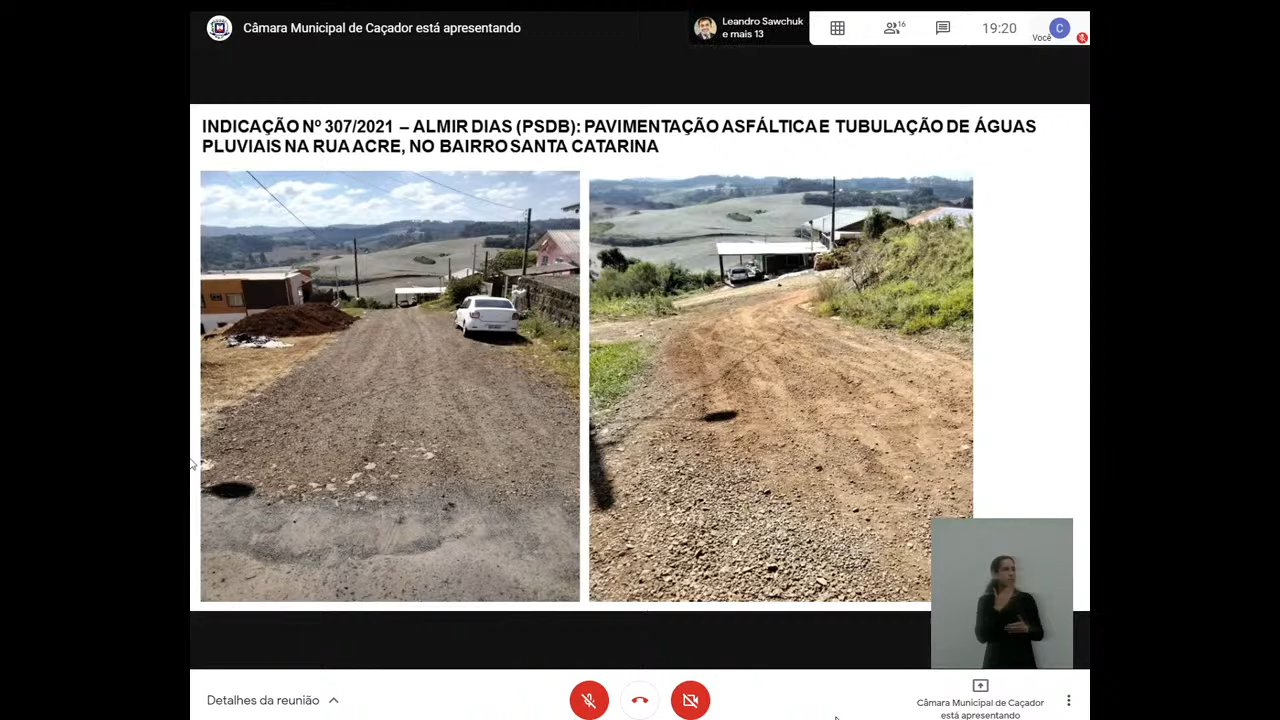 Câmara Municipal de Caçador está apresentando
Leandro Sawchuk
e mais 13
16
19:20
Você
C
INDICAÇÃO Nº 307/2021 – ALMIR DIAS (PSDB): PAVIMENTAÇÃO ASFÁLTICA E TUBULAÇÃO DE ÁGUAS
PLUVIAIS NA RUA ACRE, NO BAIRRO SANTA CATARINA
Detalhes da reunião
Câmara Municipal de Caçador
está apresentando